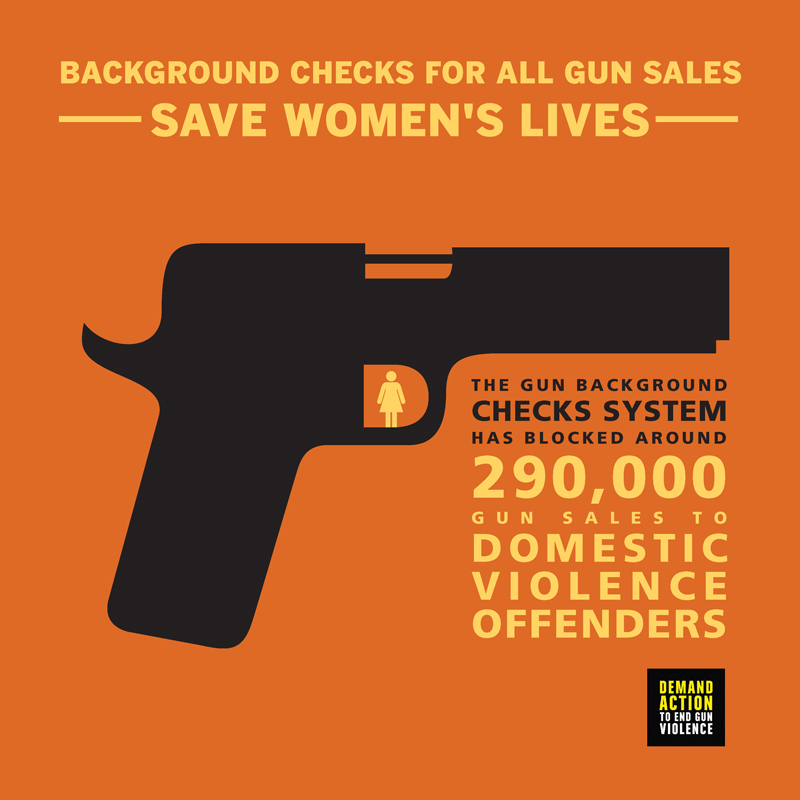 BACKGROUND CHECKS FOR ALL GUN SALES
SAVE WOMEN'S LIVES
THE GUN BACKGROUND
CHECKS SYSTEM
HAS BLOCKED AROUND
290,000
GUN SALES TO
DOMESTIC
VIOLENCE
OFFENDERS
DEMAND
ACTION
TO END GUN
VIOLENCE